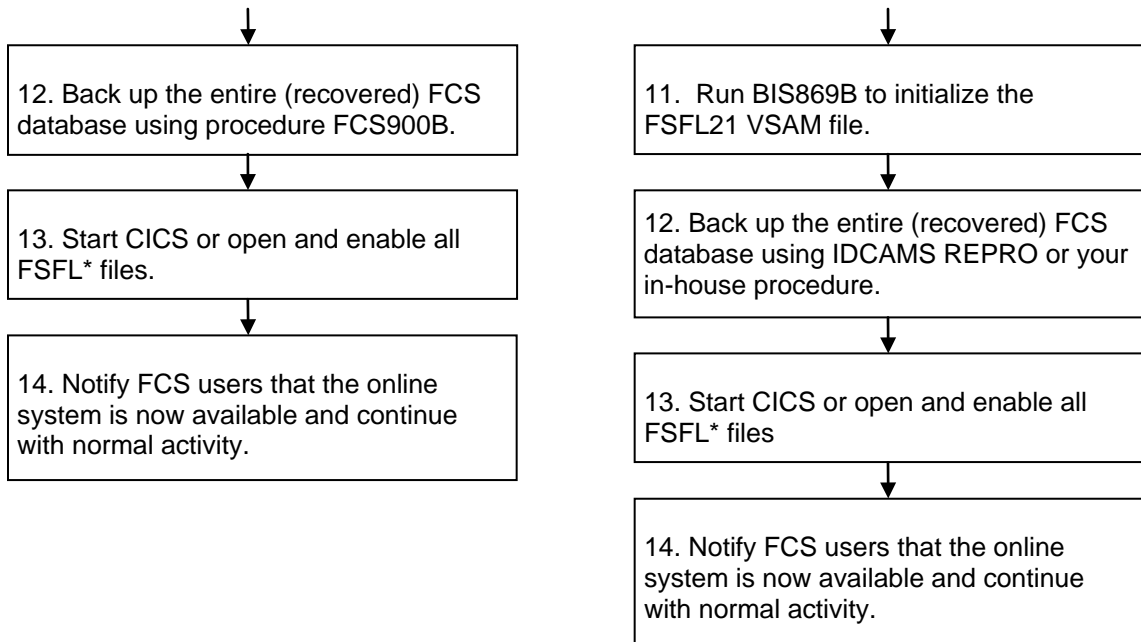 12. Back up the entire (recovered) FCS
database using procedure FCS900B.
13. Start CICS or open and enable all
FSFL* files.
14. Notify FCS users that the online
system is now available and continue
with normal activity.
11.  Run BIS869B to initialize the
FSFL21 VSAM file.
12. Back up the entire (recovered) FCS
database using IDCAMS REPRO or your
in-house procedure.
13. Start CICS or open and enable all
FSFL* files
14. Notify FCS users that the online
system is now available and continue
with normal activity.